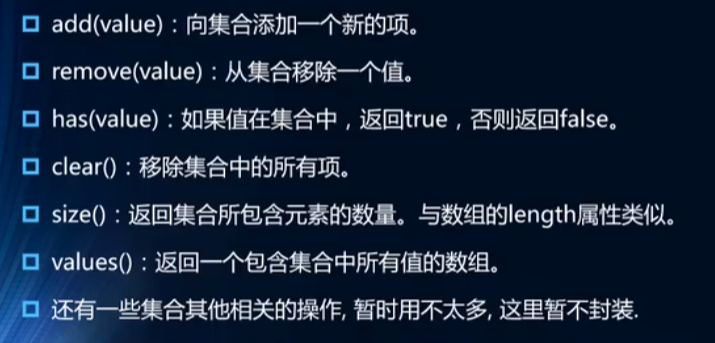 add(value)：向集合添加一个新的项。
remove(value)：从集合移除一个值。
has(value)：如果值在集合中，返回true，否则返回false。
clear()：移除集合中的所有项。
size()：返回集合所包含元素的数量。与数组的length属性类似。
values()：返回一个包含集合中所有值的数组。
还有一些集合其他相关的操作, 暂时用不太多, 这里暂不封装.